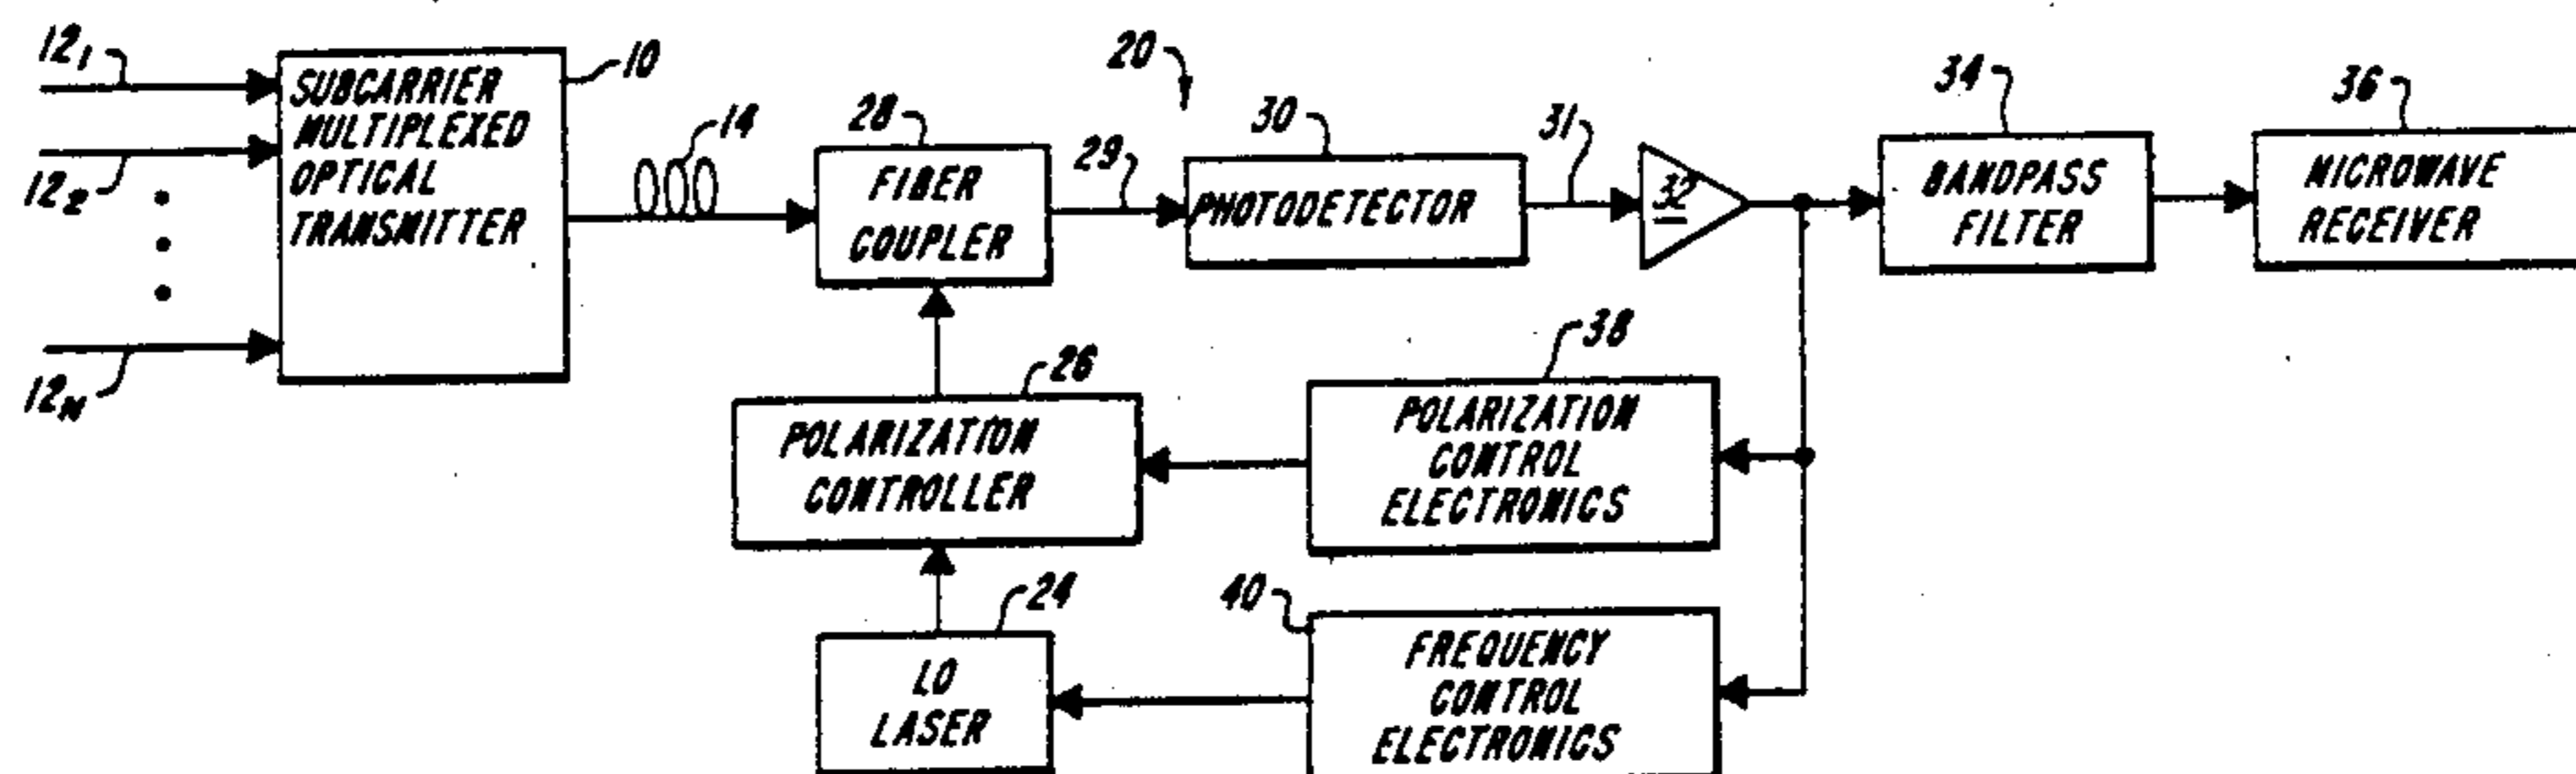 12₁
SUBCARRIER
MULTIPLEXED
OPTICAL
TRANSMITTER
10
12₂
12ₙ
14
28
FIBER
COUPLER
29
20
30
PHOTODETECTOR
31
32
34
BANDPASS
FILTER
36
MICROWAVE
RECEIVER
26
POLARIZATION
CONTROLLER
38
POLARIZATION
CONTROL
ELECTRONICS
24
LO
LASER
40
FREQUENCY
CONTROL
ELECTRONICS